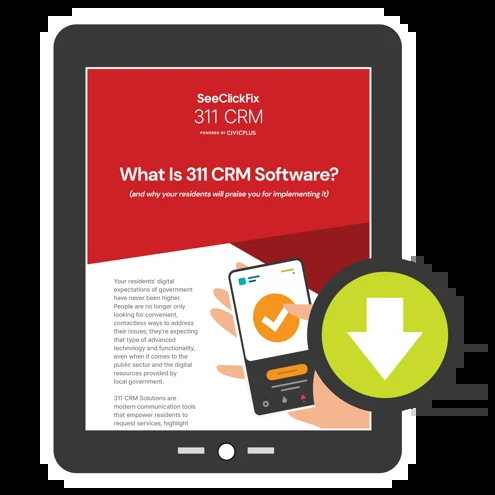 SeeClickFix
311 CRM
POWERED BY CIVICPLUS
What Is 311 CRM Software?
(and why your residents will praise you for implementing it)
Your residents' digital
expectations of government
have never been higher.
People are no longer only
looking for convenient,
contactless ways to address
their issues; they're expecting
that type of advanced
technology and functionality,
even when it comes to the
public sector and the digital
resources provided by
local government.
311 CRM Solutions are
modern communication tools
that empower residents to
request services, highlight